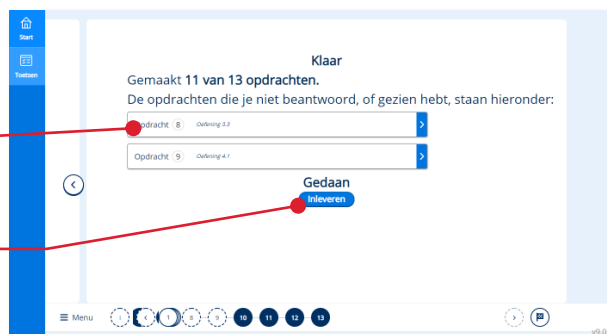 Start
Toetsen
Klaar
Gemaakt 11 van 13 opdrachten.
De opdrachten die je niet beantwoord, of gezien hebt, staan hieronder:
Opdracht 8 Oefening 3.3
Opdracht 9 Oefening 4.1
Gedaan
Inleveren
Menu i 1 8 9 10 11 12 13
v9.0